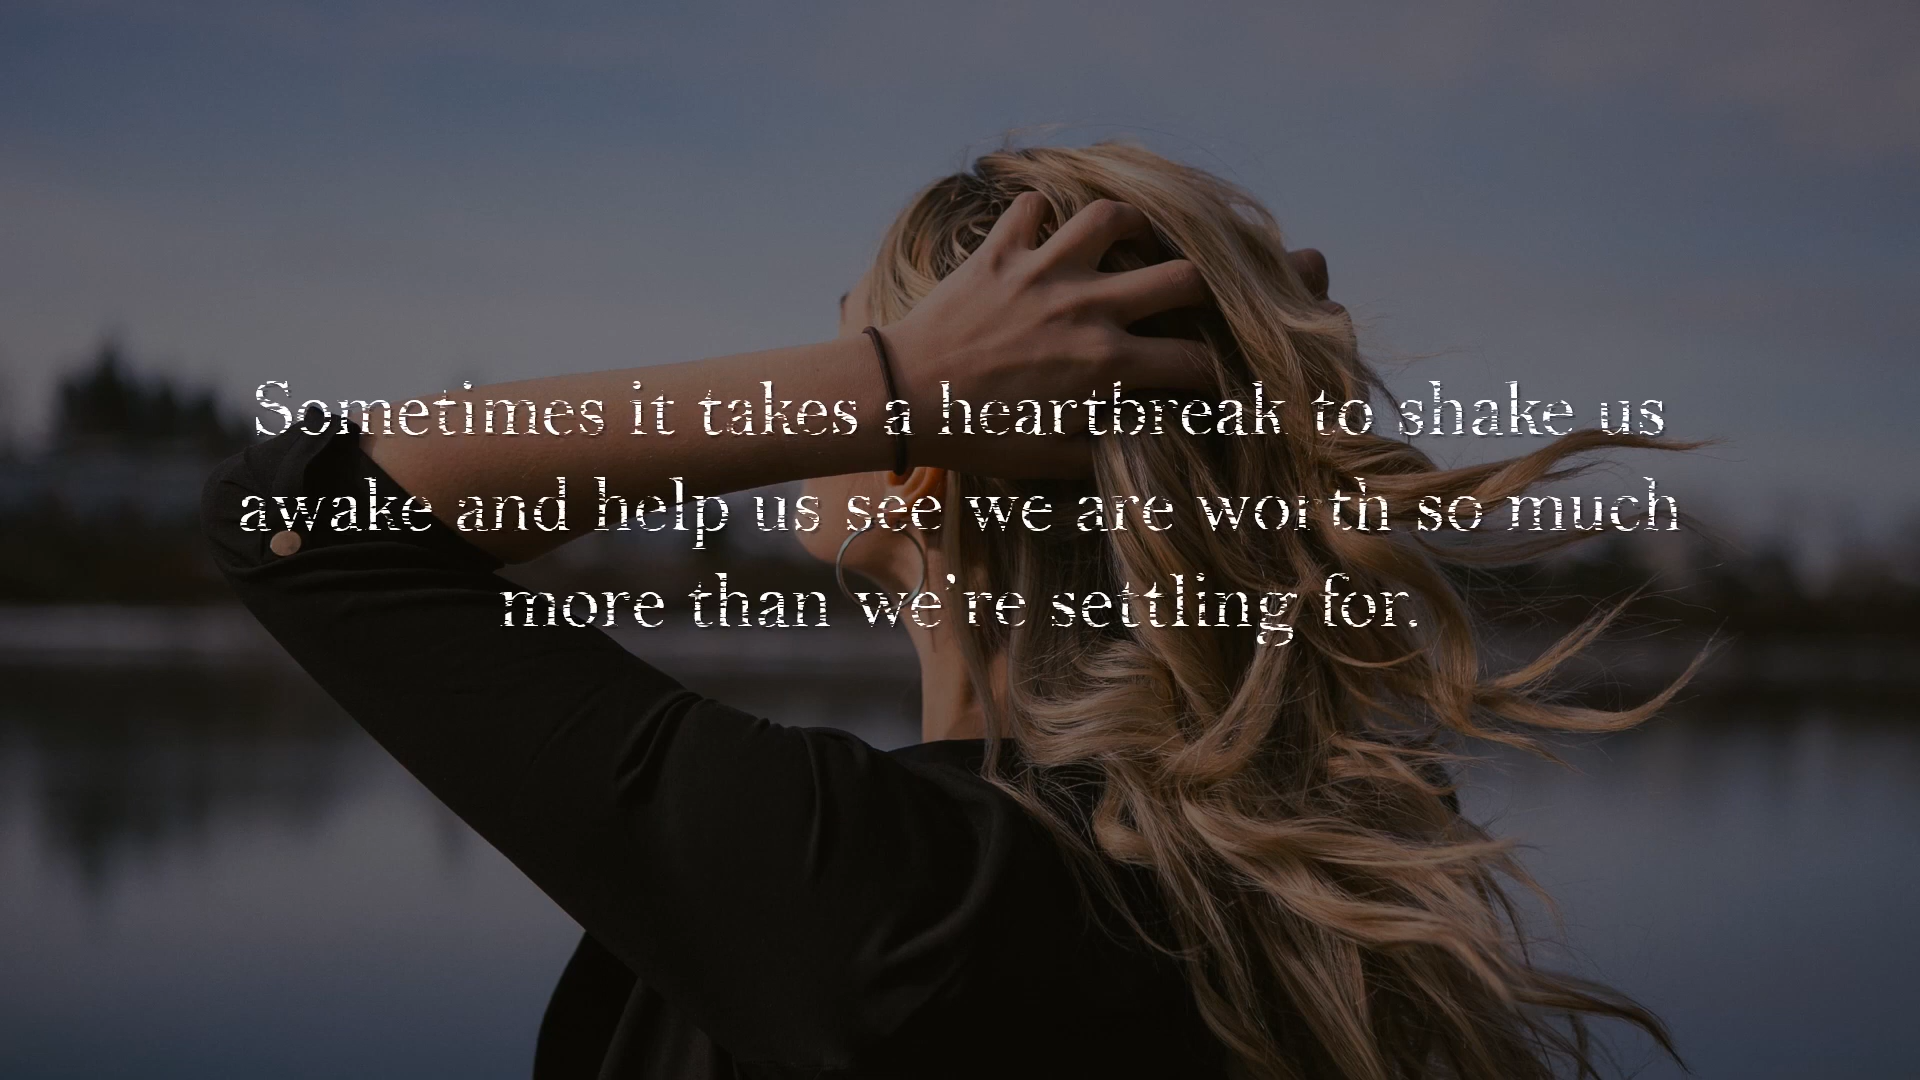 Sometimes it takes a heartbreak to shake us
awake and help us see we are worth so much
more than we're settling for.